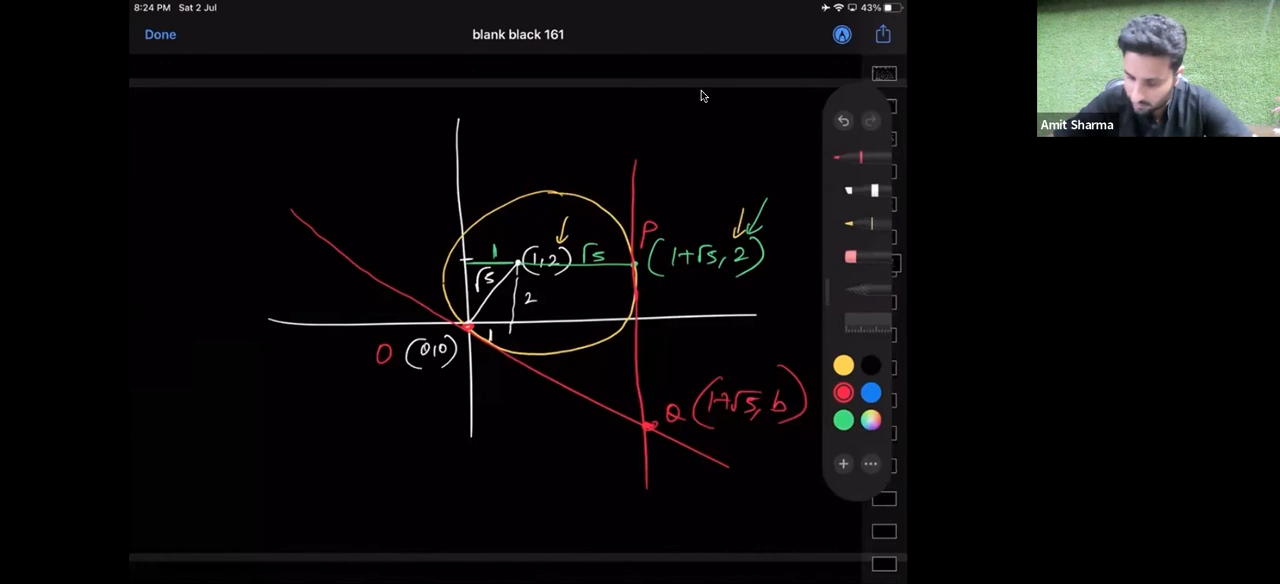 8:24 PM Sat 2 Jul
43%
Done
blank black 161
Amit Sharma
P
1
(1,2)
√5
(1+√5, 2)
√5
2
1
O (0,0)
Q (1+√5, b)